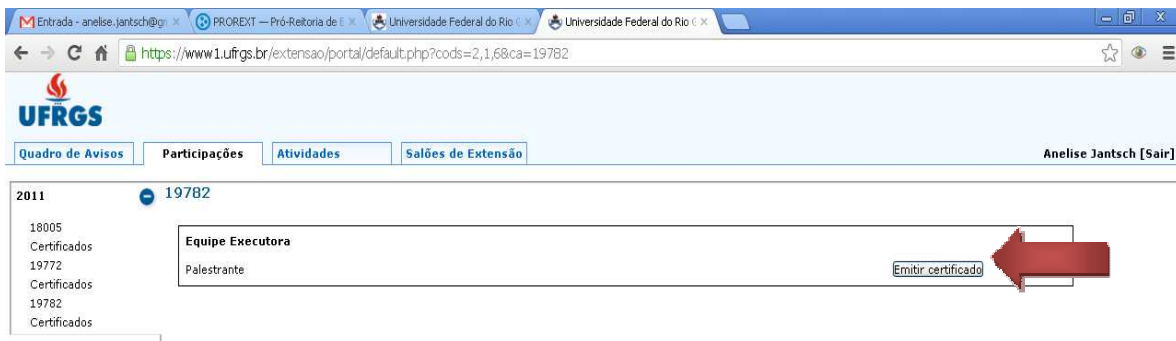 Entrada - anelise.jantsch@gn
PROREXT — Pró-Reitoria de E
Universidade Federal do Rio G
Universidade Federal do Rio G
https://www1.ufrgs.br/extensao/portal/default.php?cods=2,1,6&ca=19782
UFRGS
Quadro de Avisos Participações Atividades Salões de Extensão Anelise Jantsch [Sair]
2011 19782
18005
Certificados
19772
Certificados
19782
Certificados
Equipe Executora
Palestrante Emitir certificado